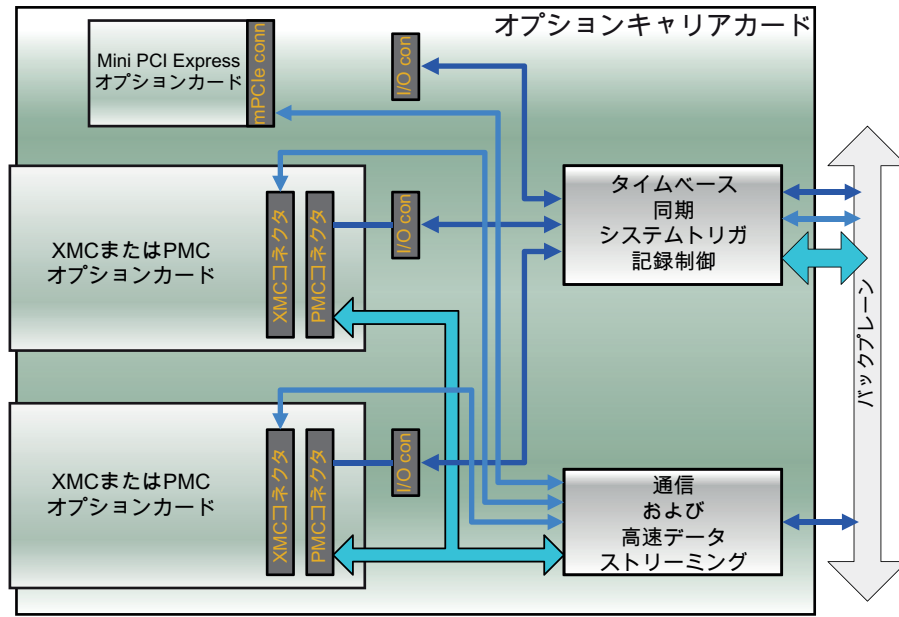 オプションキャリアカード
Mini PCI Express
オプションカード
mPCIe conn
I/O con
XMCまたはPMC
オプションカード
XMCコネクタ
PMCコネクタ
I/O con
タイムベース
同期
システムトリガ
記録制御
バックプレーン
XMCまたはPMC
オプションカード
XMCコネクタ
PMCコネクタ
I/O con
通信
および
高速データ
ストリーミング